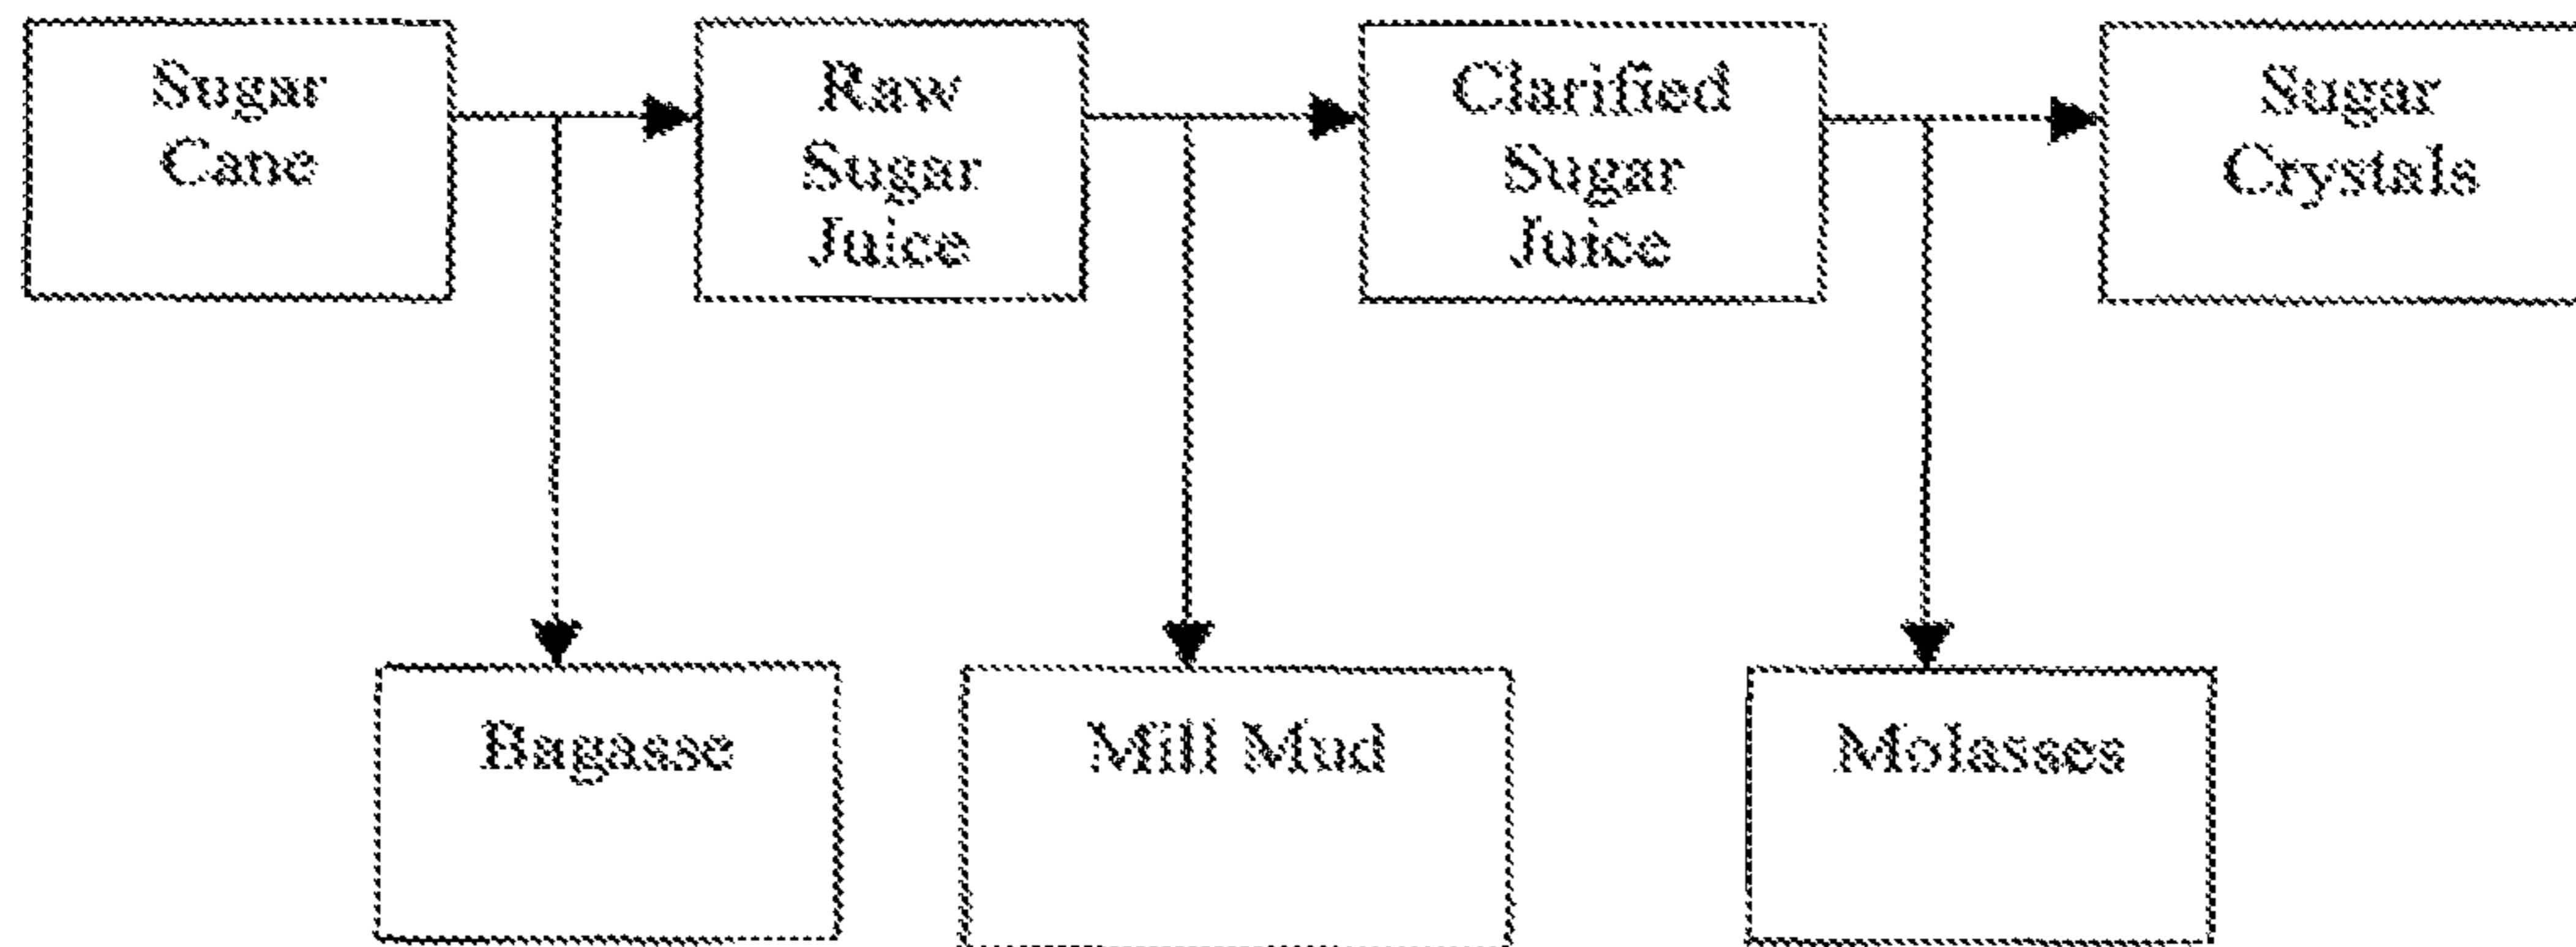 Sugar
Cane
Raw
Sugar
Juice
Clarified
Sugar
Juice
Sugar
Crystals
Bagasse
Mill Mud
Molasses